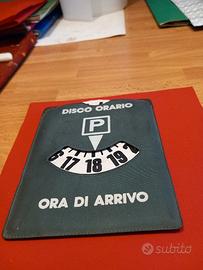 DISCO ORARIO
P
17 18 19
ORA DI ARRIVO
subito